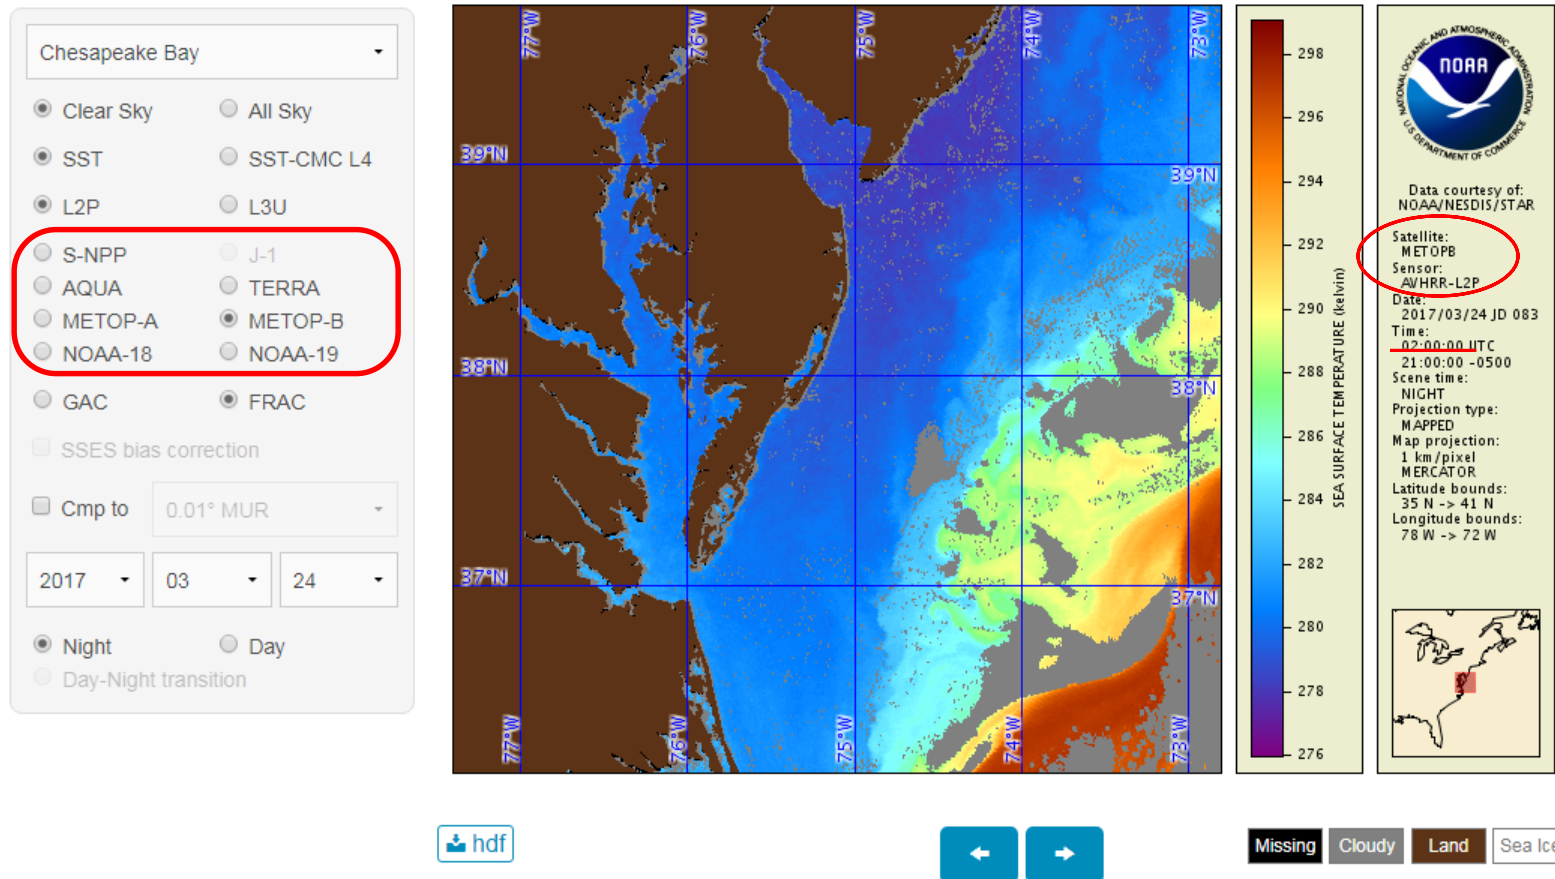 Chesapeake Bay
Clear Sky All Sky
SST SST-CMC L4
L2P L3U
S-NPP J-1
AQUA TERRA
METOP-A METOP-B
NOAA-18 NOAA-19
GAC FRAC
SSES bias correction
Cmp to 0.01° MUR
2017 03 24
Night Day
Day-Night transition
77°W 76°W 75°W 74°W 73°W
39°N 39°N
38°N 38°N
37°N 37°N
77°W 76°W 75°W 74°W 73°W
298
296
294
292
290
288
286
284
282
280
278
276
SEA SURFACE TEMPERATURE (kelvin)
NATIONAL OCEANIC AND ATMOSPHERIC ADMINISTRATION
NOAA
U.S. DEPARTMENT OF COMMERCE
Data courtesy of:
NOAA/NESDIS/STAR
Satellite:
METOPB
Sensor:
AVHRR-L2P
Date:
2017/03/24 JD 083
Time:
02:00:00 UTC
21:00:00 -0500
Scene time:
NIGHT
Projection type:
MAPPED
Map projection:
1 km/pixel
MERCATOR
Latitude bounds:
35 N -> 41 N
Longitude bounds:
78 W -> 72 W
hdf
Missing Cloudy Land Sea Ice